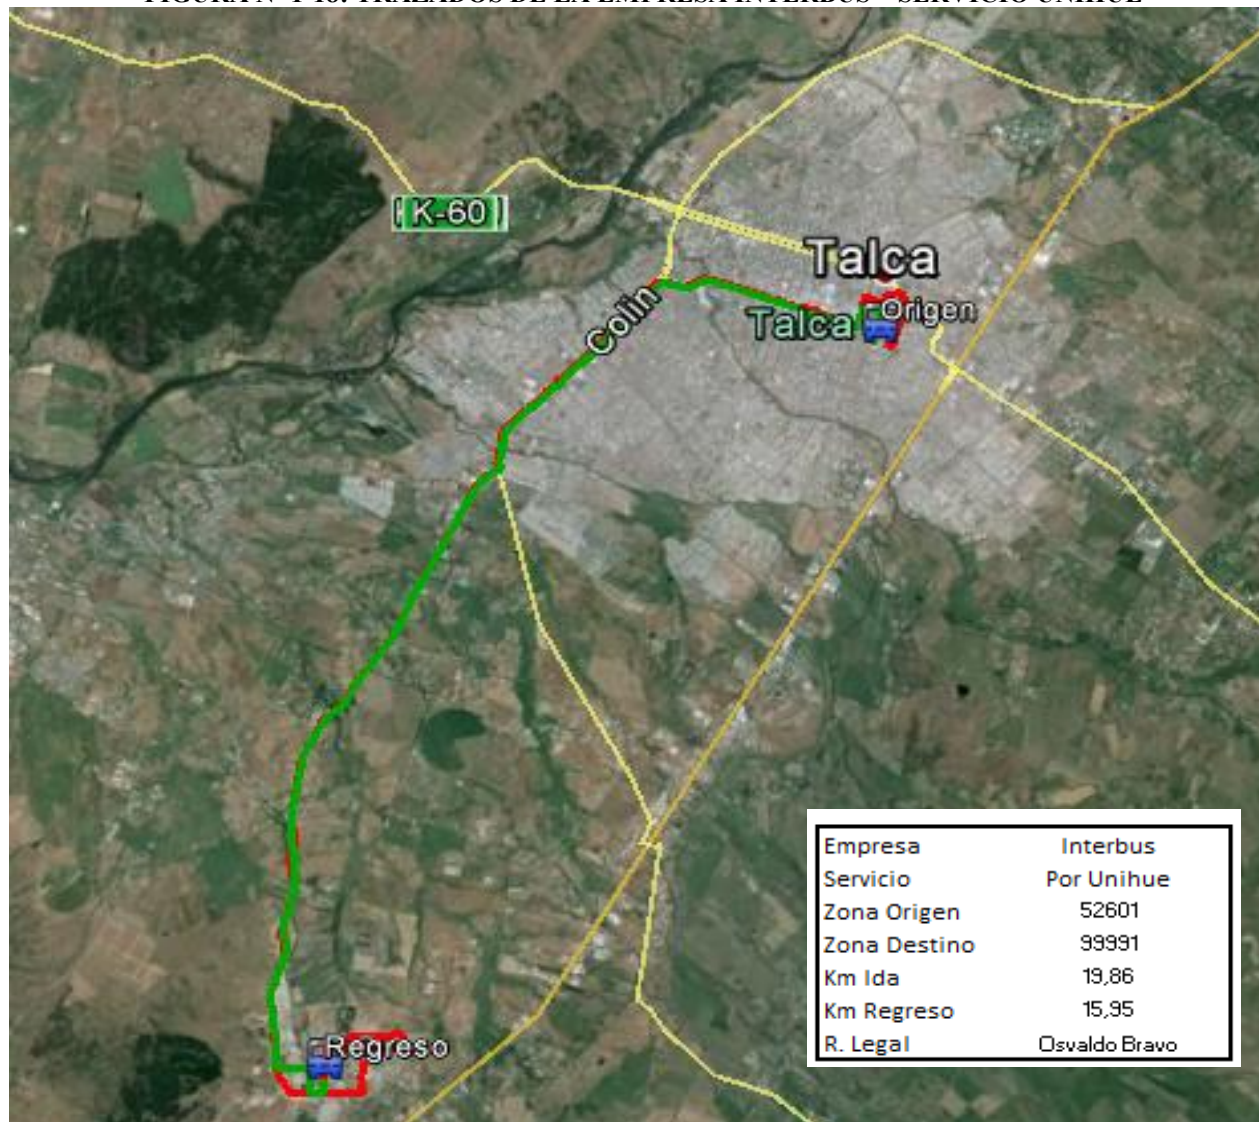 K-60
Talca
Origen
Talca
Colin
Regreso
Empresa Interbus
Servicio Por Unihue
Zona Origen 52601
Zona Destino 99991
Km Ida 19,86
Km Regreso 15,95
R. Legal Osvaldo Bravo